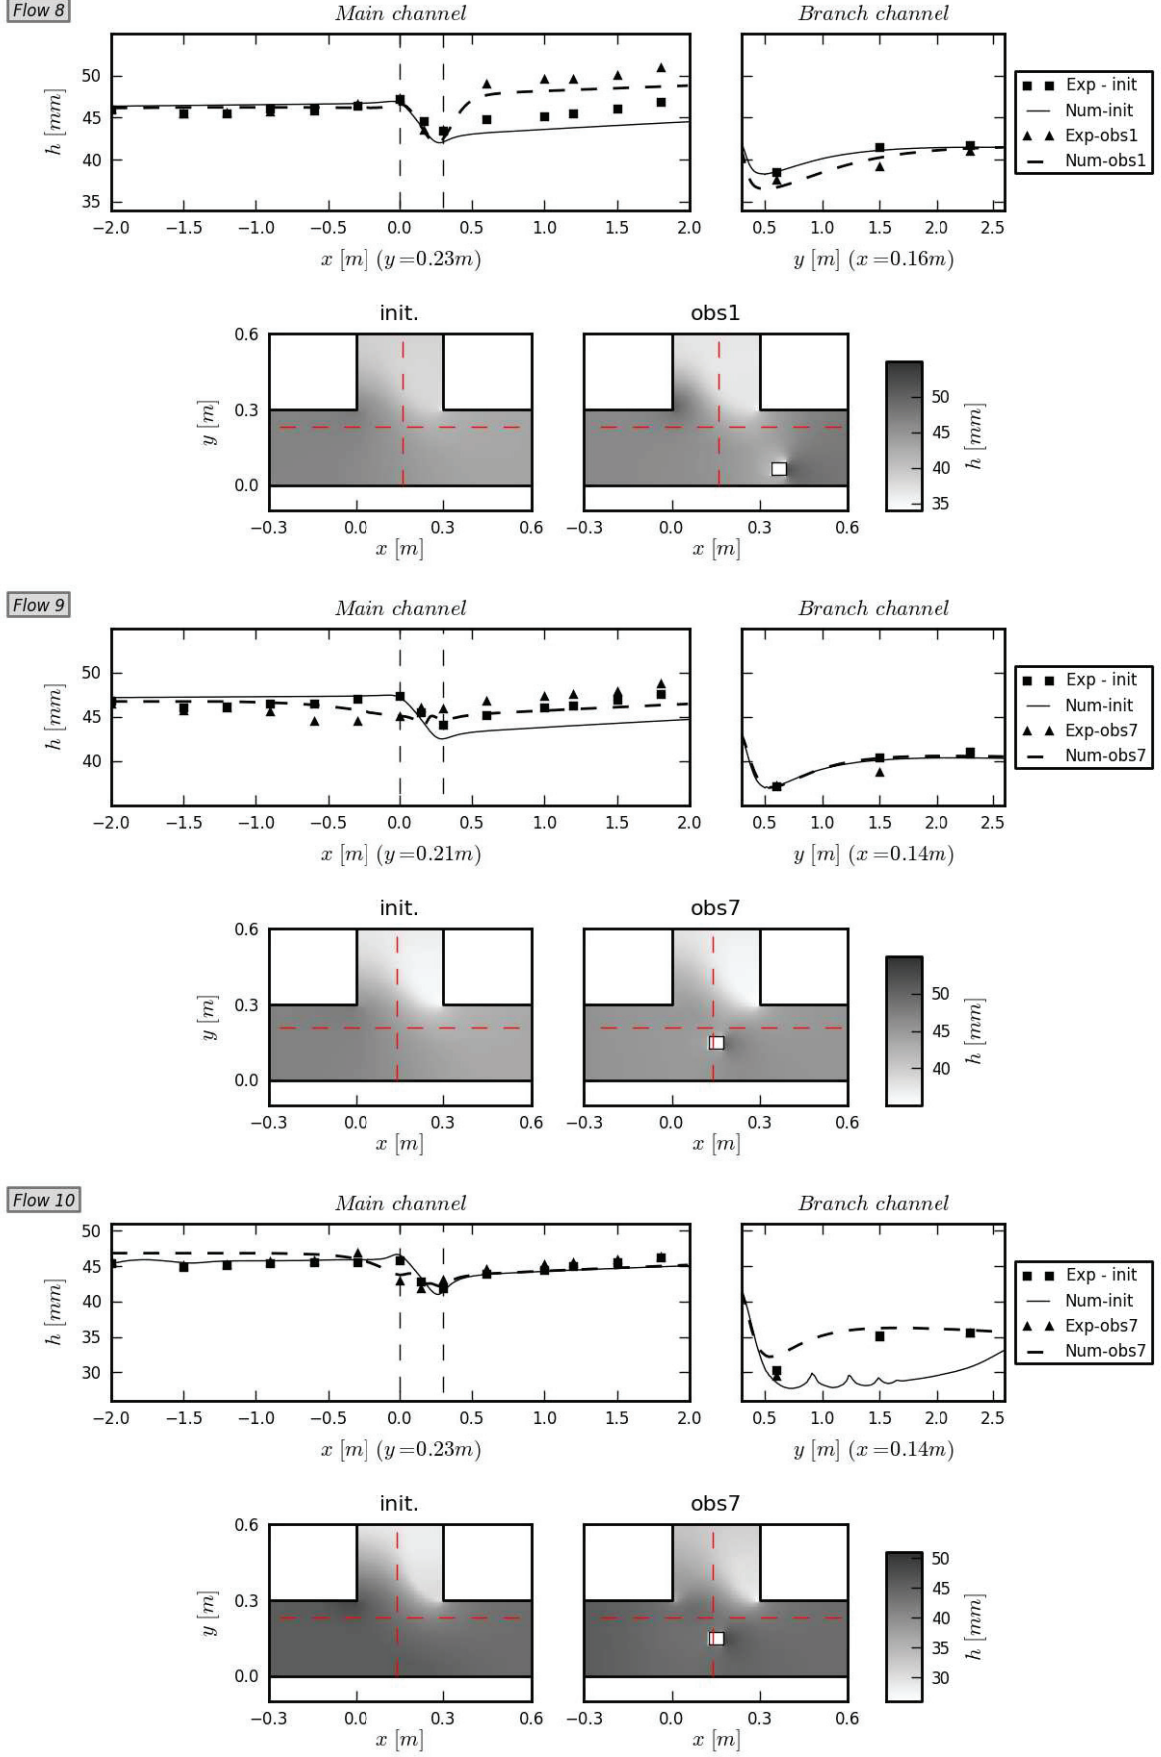 Flow 8
Main channel
Branch channel
h [mm]
50
45
40
35
−2.0 −1.5 −1.0 −0.5 0.0 0.5 1.0 1.5 2.0
0.5 1.0 1.5 2.0 2.5
x [m] (y=0.23m)
y [m] (x=0.16m)
Exp - init
Num-init
Exp-obs1
Num-obs1
init.
obs1
y [m]
0.6
0.3
0.0
−0.3 0.0 0.3 0.6
−0.3 0.0 0.3 0.6
x [m]
x [m]
50
45
40
35
h [mm]
Flow 9
Main channel
Branch channel
h [mm]
50
45
40
−2.0 −1.5 −1.0 −0.5 0.0 0.5 1.0 1.5 2.0
0.5 1.0 1.5 2.0 2.5
x [m] (y=0.21m)
y [m] (x=0.14m)
Exp - init
Num-init
Exp-obs7
Num-obs7
init.
obs7
y [m]
0.6
0.3
0.0
−0.3 0.0 0.3 0.6
−0.3 0.0 0.3 0.6
x [m]
x [m]
50
45
40
h [mm]
Flow 10
Main channel
Branch channel
h [mm]
50
45
40
35
30
−2.0 −1.5 −1.0 −0.5 0.0 0.5 1.0 1.5 2.0
0.5 1.0 1.5 2.0 2.5
x [m] (y=0.23m)
y [m] (x=0.14m)
Exp - init
Num-init
Exp-obs7
Num-obs7
init.
obs7
y [m]
0.6
0.3
0.0
−0.3 0.0 0.3 0.6
−0.3 0.0 0.3 0.6
x [m]
x [m]
50
45
40
35
30
h [mm]